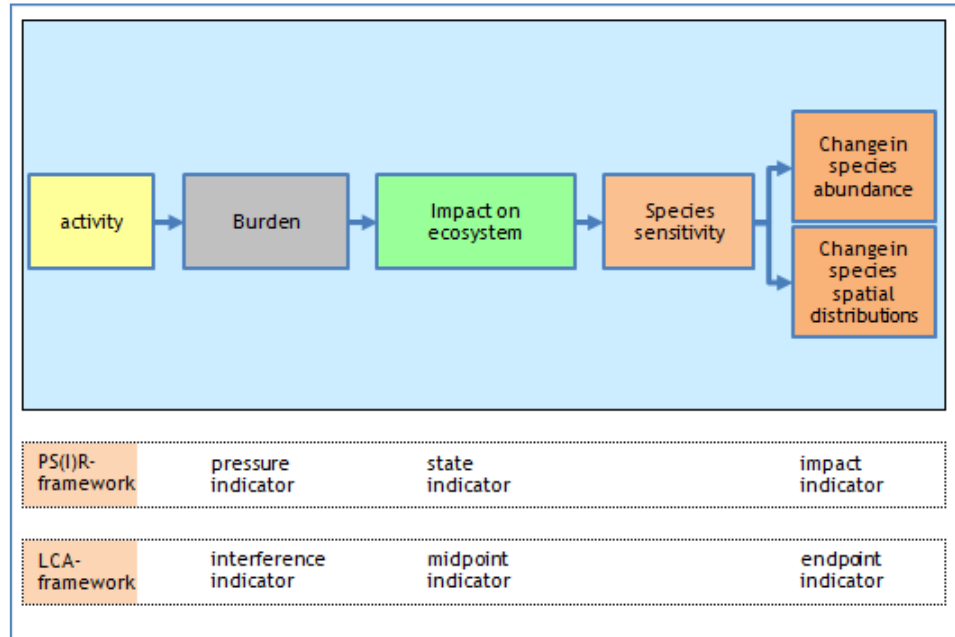 activity
Burden
Impact on
ecosystem
Species
sensitivity
Change in
species
abundance
Change in
species
spatial
distributions
PS(I)R-
framework
pressure
indicator
state
indicator
impact
indicator
LCA-
framework
interference
indicator
midpoint
indicator
endpoint
indicator